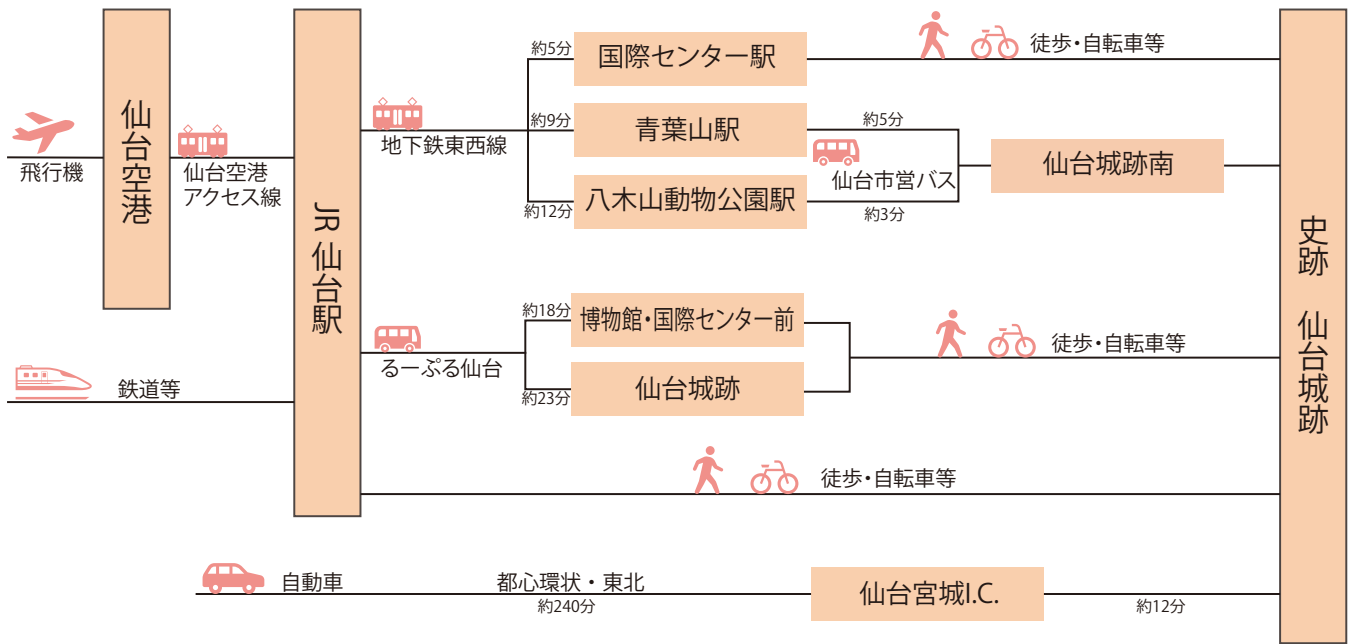 飛行機
仙台空港
仙台空港
アクセス線
鉄道等
JR 仙台駅
地下鉄東西線
約5分
国際センター駅
徒歩・自転車等
約9分
青葉山駅
約5分
約12分
八木山動物公園駅
約3分
仙台市営バス
仙台城跡南
るーぷる仙台
約18分
博物館・国際センター前
約23分
仙台城跡
徒歩・自転車等
徒歩・自転車等
自動車
都心環状・東北
約240分
仙台宮城I.C.
約12分
史跡 仙台城跡